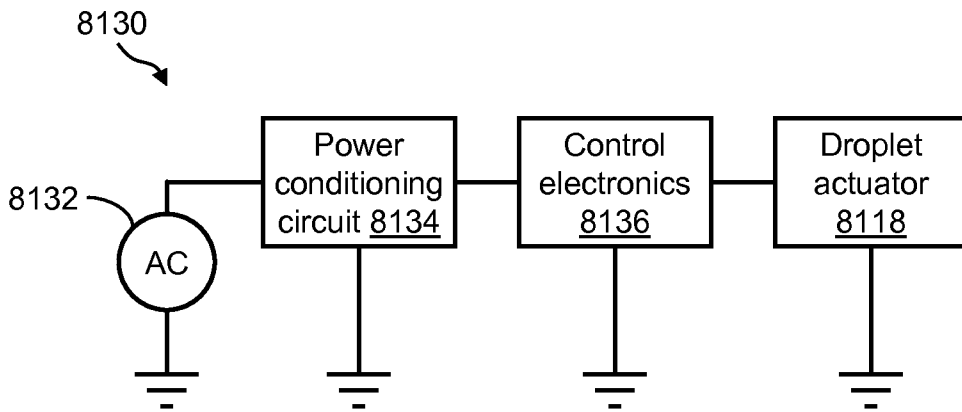 8130
Power
conditioning
circuit 8134
Control
electronics
8136
Droplet
actuator
8118
8132
AC